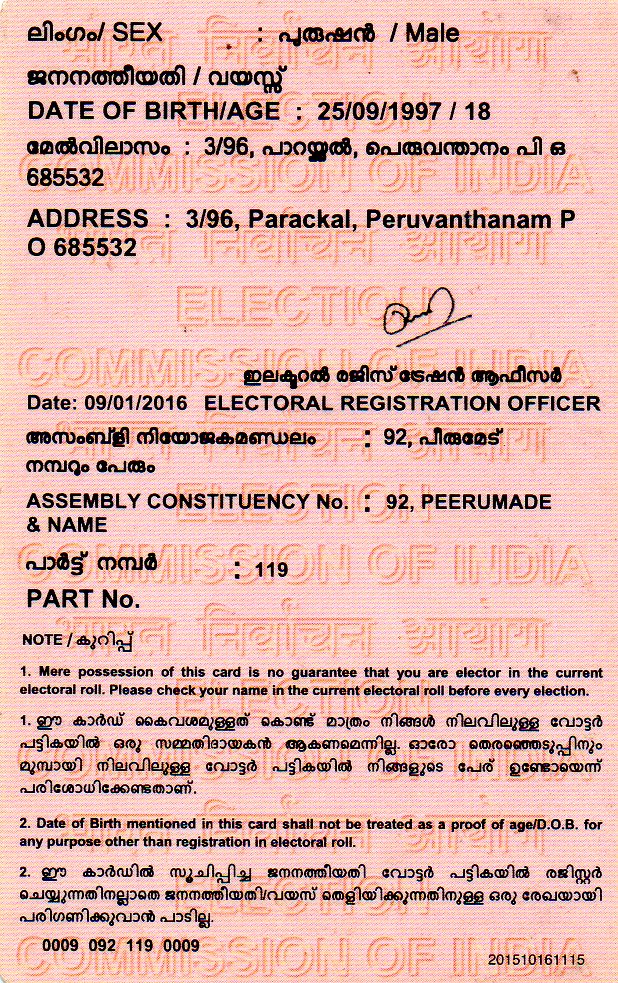 ലിംഗം/ SEX : പുരുഷൻ / Male
ജനനത്തീയതി / വയസ്സ്
DATE OF BIRTH/AGE : 25/09/1997 / 18
മേൽവിലാസം : 3/96, പാറയ്ക്കൽ, പെരുവന്താനം പി ഒ
685532
ADDRESS : 3/96, Parackal, Peruvanthanam P
O 685532
ഇലക്ടറൽ രജിസ് ട്രേഷൻ ആഫീസർ
Date: 09/01/2016 ELECTORAL REGISTRATION OFFICER
അസംബ്ളി നിയോജകമണ്ഡലം : 92, പീരുമേട്
നമ്പറും പേരും
ASSEMBLY CONSTITUENCY No. : 92, PEERUMADE
& NAME
പാർട്ട് നമ്പർ : 119
PART No.
NOTE / കുറിപ്പ്
1. Mere possession of this card is no guarantee that you are elector in the current
electoral roll. Please check your name in the current electoral roll before every election.
1. ഈ കാർഡ് കൈവശമുള്ളത് കൊണ്ട് മാത്രം നിങ്ങൾ നിലവിലുള്ള വോട്ടർ
പട്ടികയിൽ ഒരു സമ്മതിദായകൻ ആകണമെന്നില്ല. ഓരോ തെരഞ്ഞെടുപ്പിനും
മുമ്പായി നിലവിലുള്ള വോട്ടർ പട്ടികയിൽ നിങ്ങളുടെ പേര് ഉണ്ടോയെന്ന്
പരിശോധിക്കേണ്ടതാണ്.
2. Date of Birth mentioned in this card shall not be treated as a proof of age/D.O.B. for
any purpose other than registration in electoral roll.
2. ഈ കാർഡിൽ സൂചിപ്പിച്ച ജനനത്തീയതി വോട്ടർ പട്ടികയിൽ രജിസ്റ്റർ
ചെയ്യുന്നതിനല്ലാതെ ജനനത്തീയതി/വയസ് തെളിയിക്കുന്നതിനുള്ള ഒരു രേഖയായി
പരിഗണിക്കുവാൻ പാടില്ല.
0009 092 119 0009
201510161115